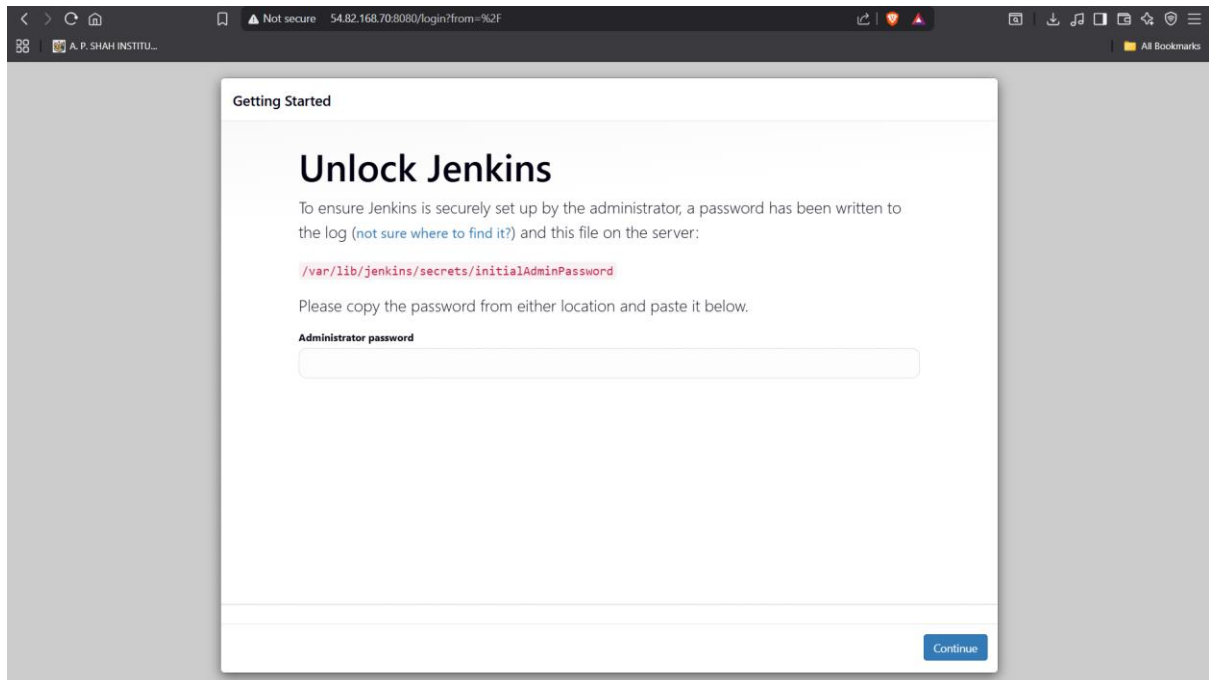 Not secure 54.82.168.70:8080/login?from=%2F
A. P. SHAH INSTITU...
All Bookmarks
Getting Started
Unlock Jenkins
To ensure Jenkins is securely set up by the administrator, a password has been written to
the log (not sure where to find it?) and this file on the server:
/var/lib/jenkins/secrets/initialAdminPassword
Please copy the password from either location and paste it below.
Administrator password
Continue